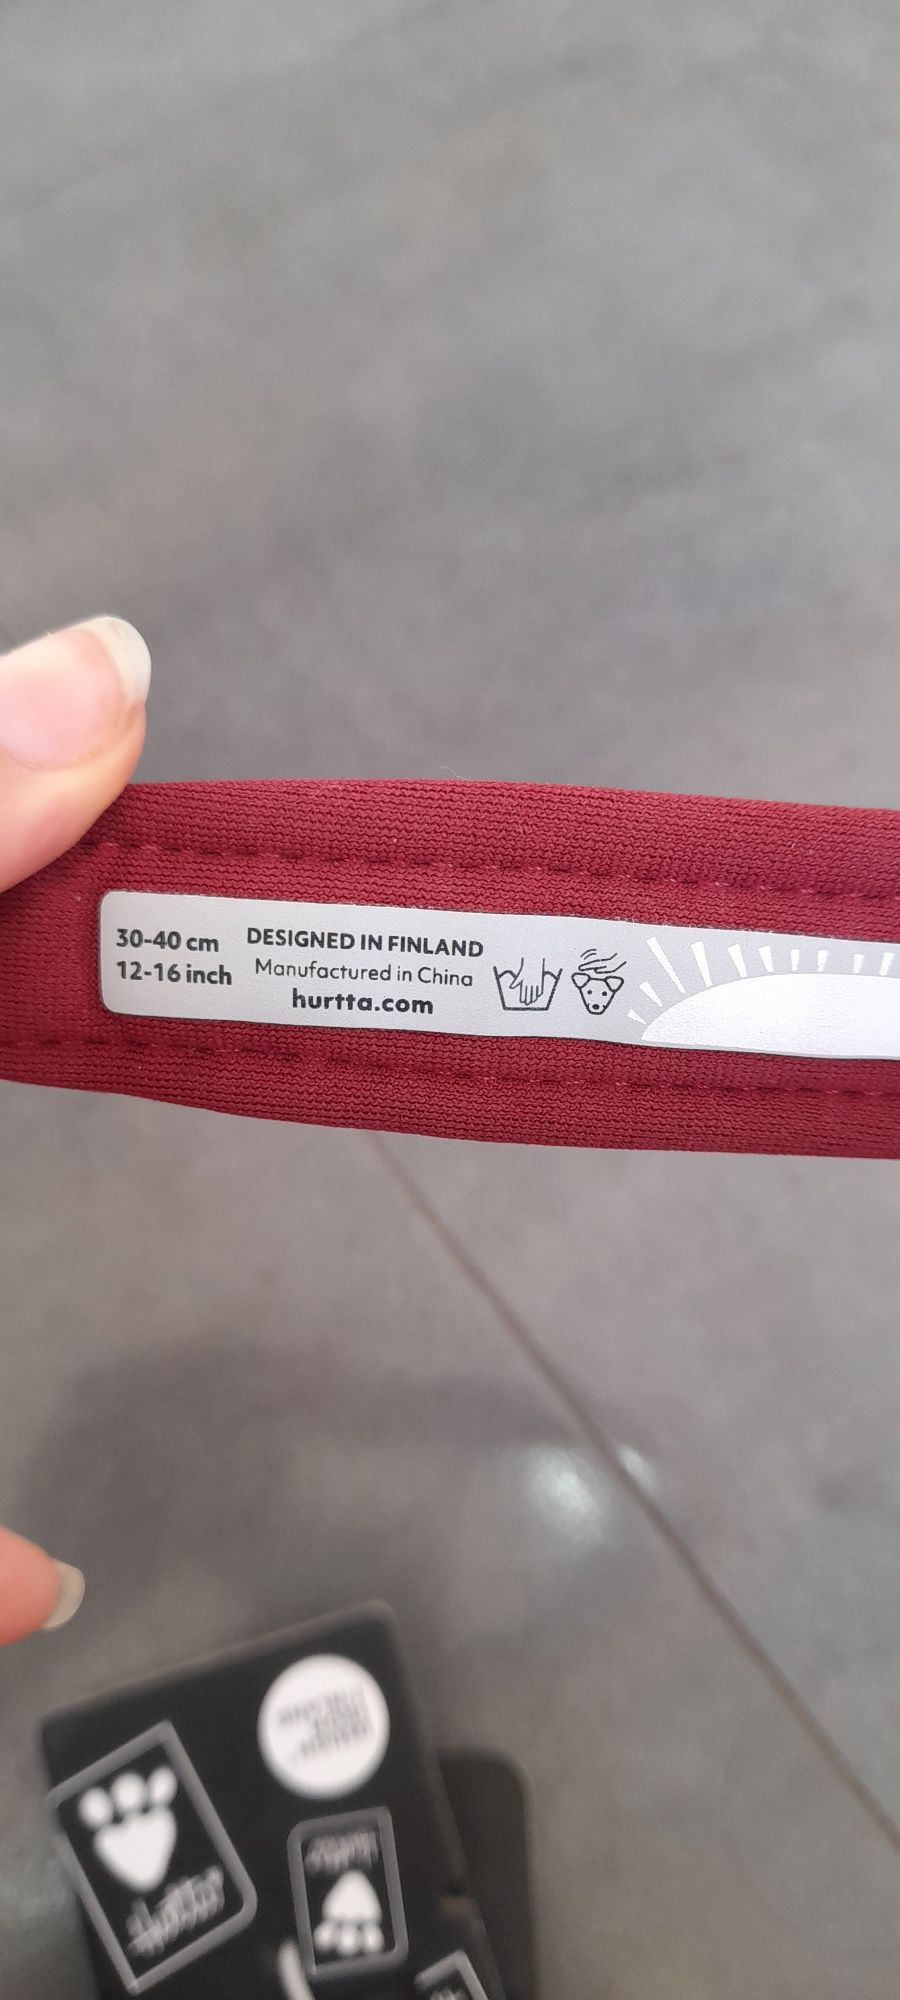 30-40 cm
12-16 inch
DESIGNED IN FINLAND
Manufactured in China
hurtta.com